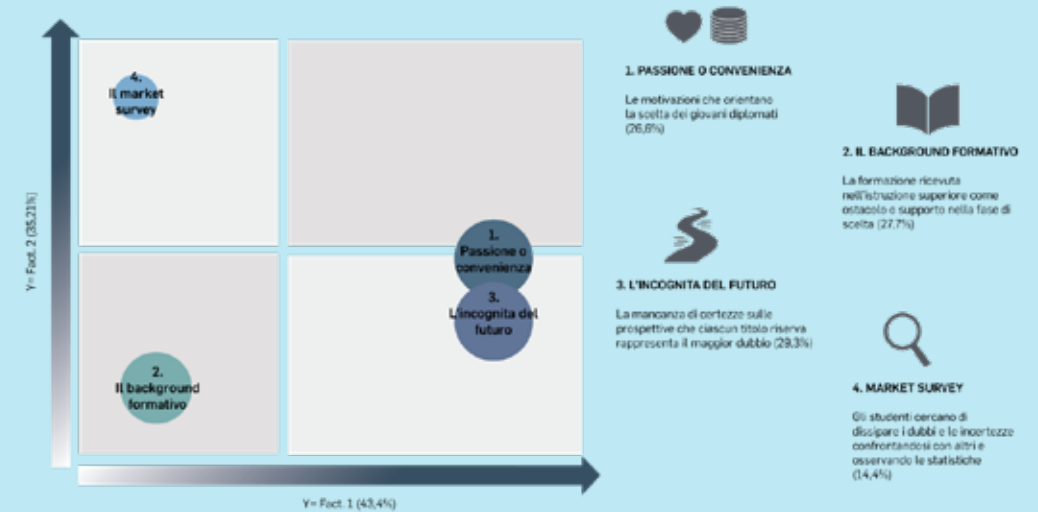 4.
Il market
survey
1.
Passione o
convenienza
3.
L'incognita del
futuro
2.
Il background
formativo
Y= Fact. 2 (35,21%)
Y= Fact. 1 (43,4%)
1. PASSIONE O CONVENIENZA
Le motivazioni che orientano
la scelta dei giovani diplomati
(26,6%)
2. IL BACKGROUND FORMATIVO
La formazione ricevuta
nell'istruzione superiore come
ostacolo o supporto nella fase di
scelta (27,7%)
3. L'INCOGNITA DEL FUTURO
La mancanza di certezze sulle
prospettive che ciascun titolo riserva
rappresenta il maggior dubbio (29,3%)
4. MARKET SURVEY
Gli studenti cercano di
dissipare i dubbi e le incertezze
confrontandosi con altri e
osservando le statistiche
(14,4%)